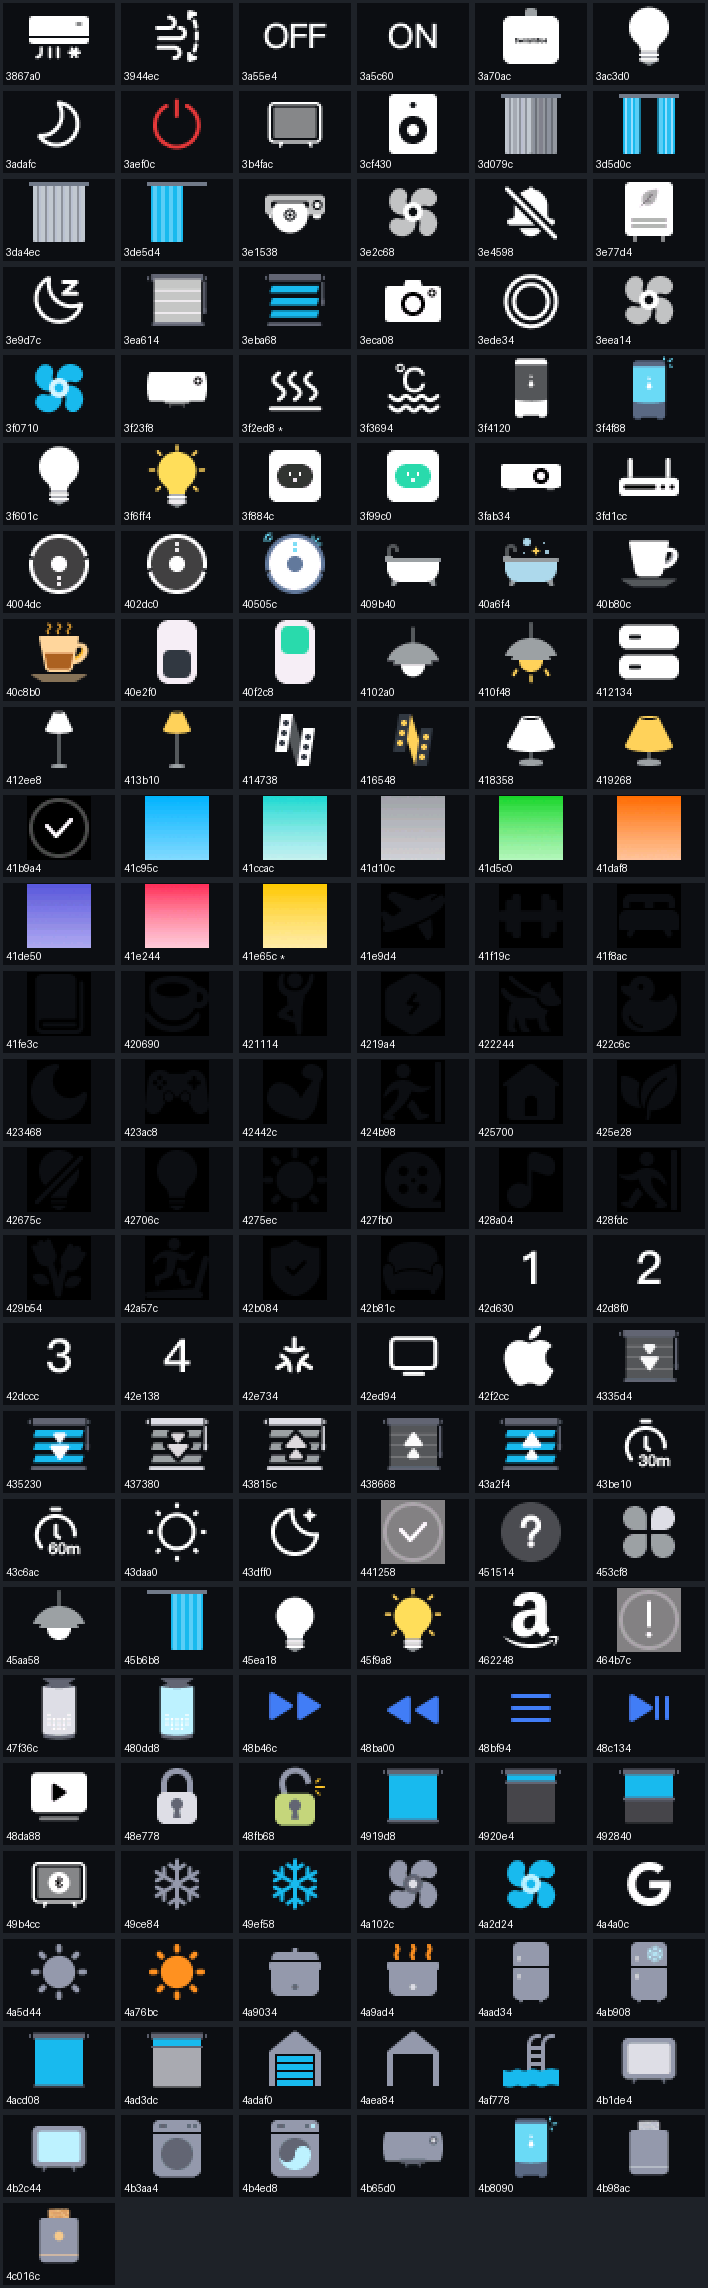 OFF ON
3867a0 3944ec 3a55e4 3a5c60 3a70ac 3ac3d0
3adafc 3aef0c 3b4fac 3cf430 3d079c 3d5d0c
3da4ec 3de5d4 3e1538 3e2c68 3e4598 3e77d4
z
3e9d7c 3ea614 3eba68 3eca08 3ede34 3eea14
°C
3f0710 3f23f8 3f2ed8 * 3f3694 3f4120 3f4f88
3f601c 3f6ff4 3f884c 3f99c0 3fab34 3fd1cc
4004dc 402dc0 40505c 409b40 40a6f4 40b80c
40c8b0 40e2f0 40f2c8 4102a0 410f48 412134
412ee8 413b10 414738 416548 418358 419268
41b9a4 41c95c 41ccac 41d10c 41d5c0 41daf8
41de50 41e244 41e65c * 41e9d4 41f19c 41f8ac
41fe3c 420690 421114 4219a4 422244 422c6c
423468 423ac8 42442c 424b98 425700 425e28
42675c 42706c 4275ec 427fb0 428a04 428fdc
1 2
429b54 42a57c 42b084 42b81c 42d630 42d8f0
3 4
42dccc 42e138 42e734 42ed94 42f2cc 4335d4
30m
435230 437380 43815c 438668 43a2f4 43be10
60m ?
43c6ac 43daa0 43dff0 441258 451514 453cf8
a !
45aa58 45b6b8 45ea18 45f9a8 462248 464b7c
47f36c 480dd8 48b46c 48ba00 48bf94 48c134
48da88 48e778 48fb68 4919d8 4920e4 492840
G
49b4cc 49ce84 49ef58 4a102c 4a2d24 4a4a0c
4a5d44 4a76bc 4a9034 4a9ad4 4aad34 4ab908
4acd08 4ad3dc 4adaf0 4aea84 4af778 4b1de4
4b2c44 4b3aa4 4b4ed8 4b65d0 4b8090 4b98ac
4c016c